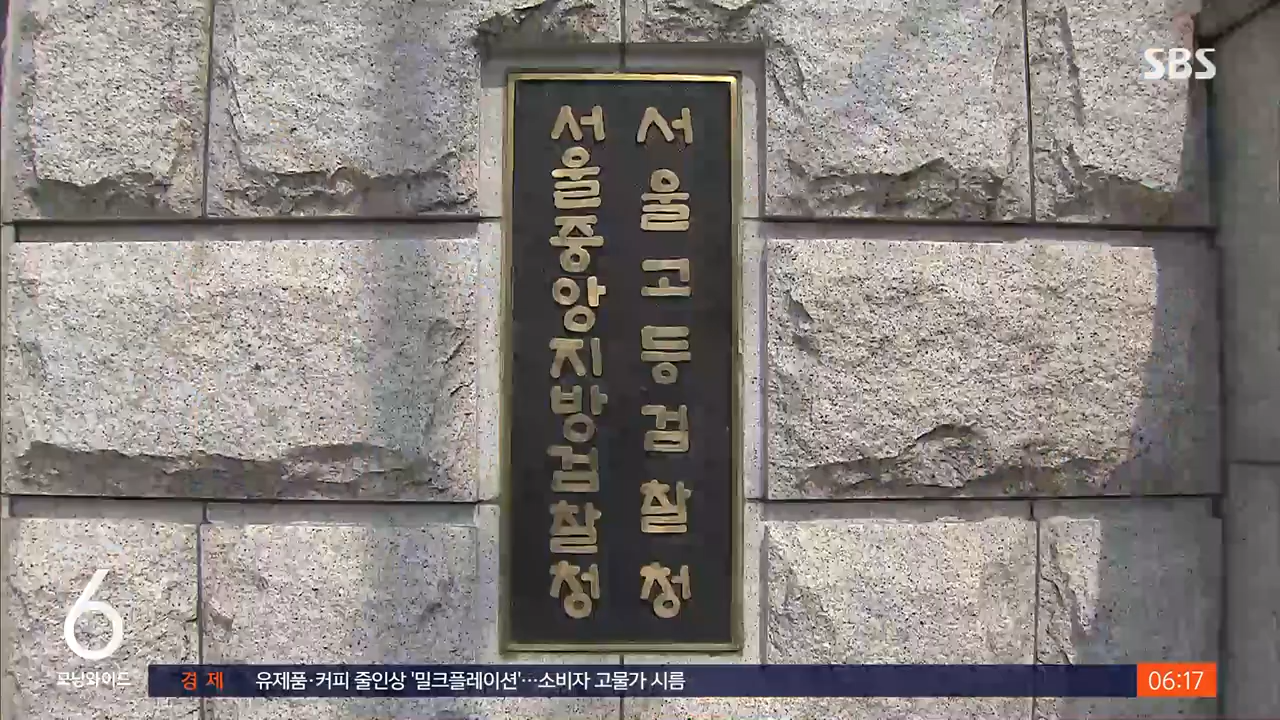 SBS
서울고등검찰청
서울중앙지방검찰청
6
모닝와이드
경제 유제품·커피 줄인상 '밀크플레이션'…소비자 고물가 시름 06:17